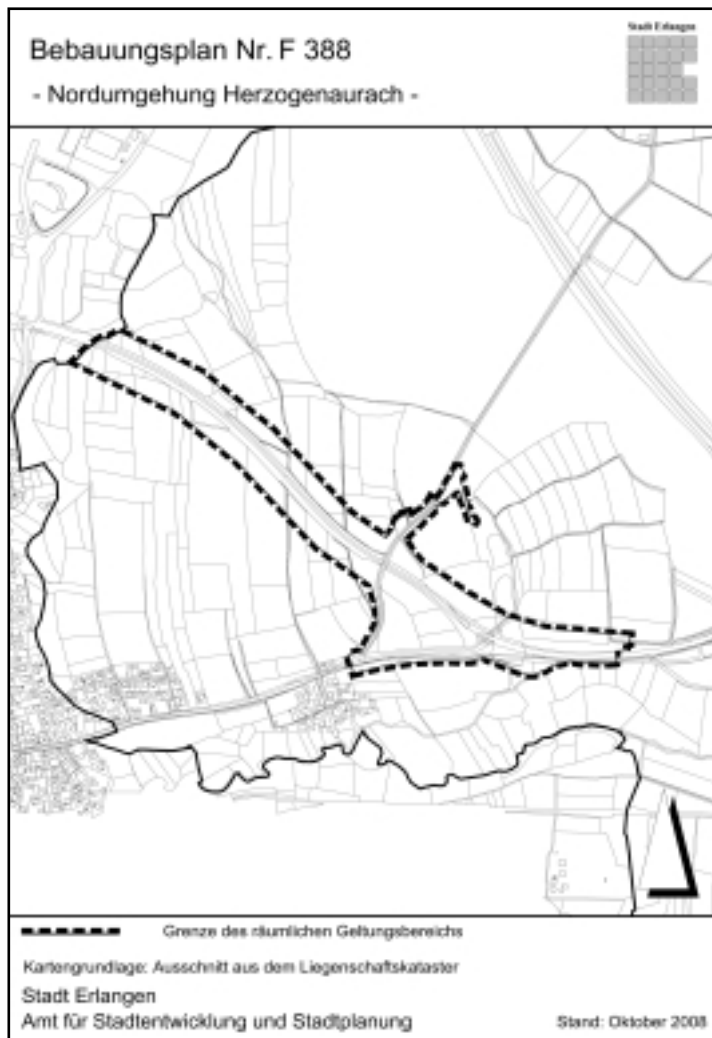 Stadt Erlangen
Bebauungsplan Nr. F 388
- Nordumgehung Herzogenaurach -
Grenze des räumlichen Geltungsbereichs
Kartengrundlage: Ausschnitt aus dem Liegenschaftskataster
Stadt Erlangen
Amt für Stadtentwicklung und Stadtplanung
Stand: Oktober 2008